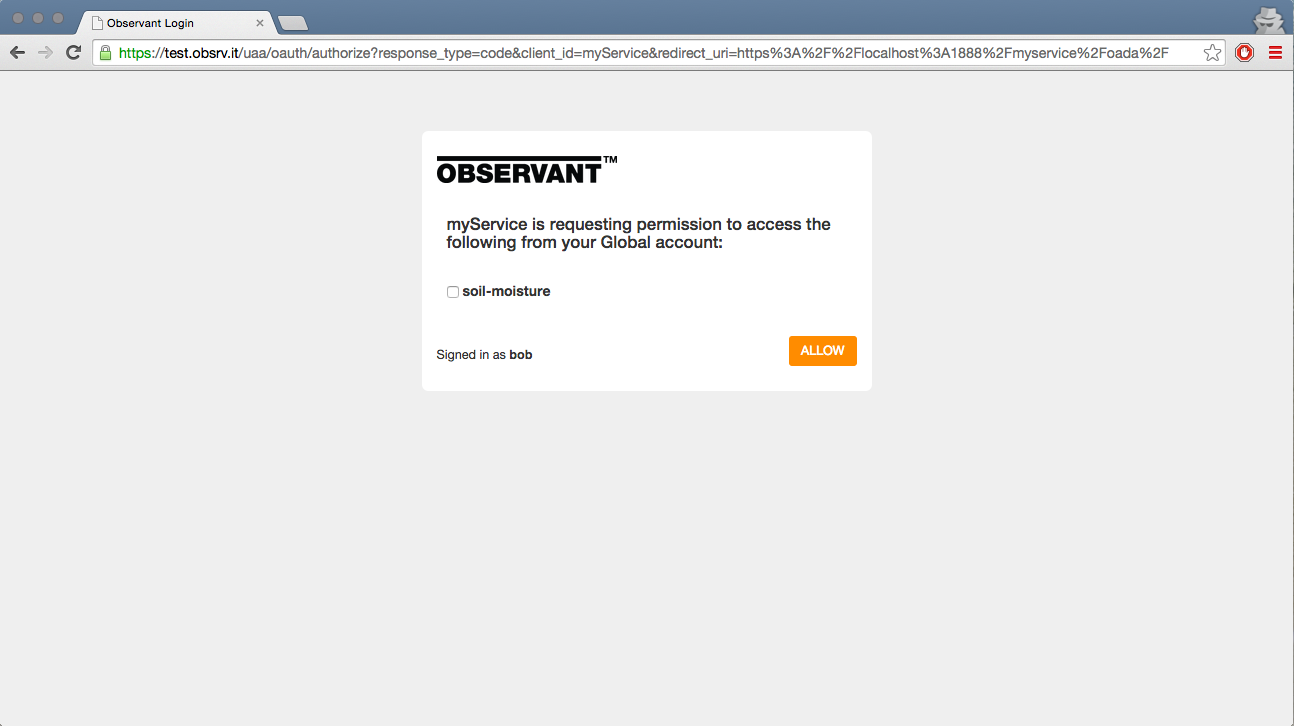 Observant Login
https://test.obsrv.it/uaa/oauth/authorize?response_type=code&client_id=myService&redirect_uri=https%3A%2F%2Flocalhost%3A1888%2Fmyservice%2Foada%2F
OBSERVANT™
myService is requesting permission to access the
following from your Global account:
soil-moisture
Signed in as bob
ALLOW